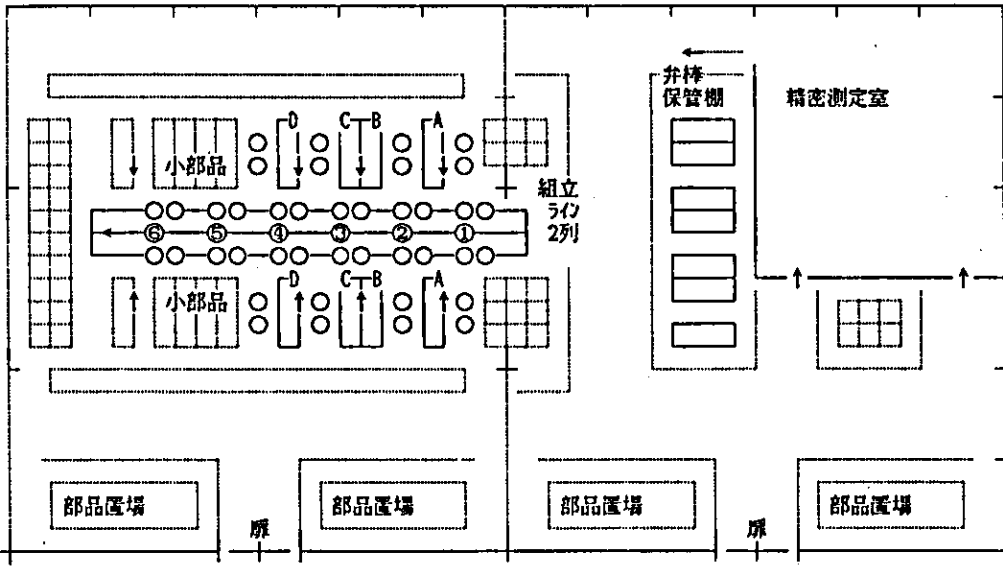 弁棒
保管棚
精密測定室
D C B A
小部品
組立
ライン
2列
⑥ ⑤ ④ ③ ② ①
D C B A
小部品
部品置場
部品置場
部品置場
部品置場
扉
扉